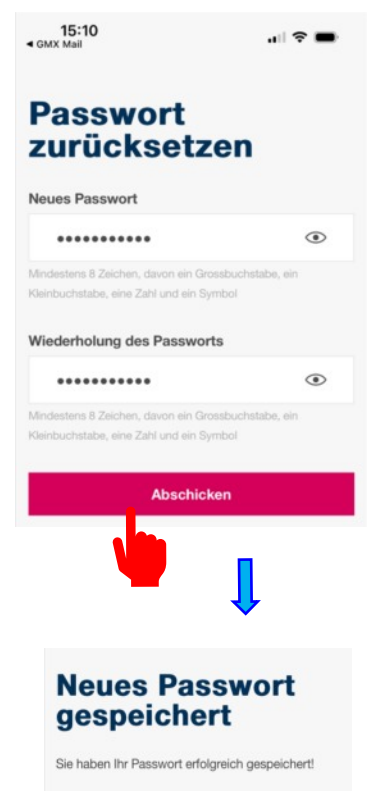 15:10
◀ GMX Mail
Passwort
zurücksetzen
Neues Passwort
•••••••••••
Mindestens 8 Zeichen, davon ein Grossbuchstabe, ein
Kleinbuchstabe, eine Zahl und ein Symbol
Wiederholung des Passworts
•••••••••••
Mindestens 8 Zeichen, davon ein Grossbuchstabe, ein
Kleinbuchstabe, eine Zahl und ein Symbol
Abschicken
Neues Passwort
gespeichert
Sie haben Ihr Passwort erfolgreich gespeichert!